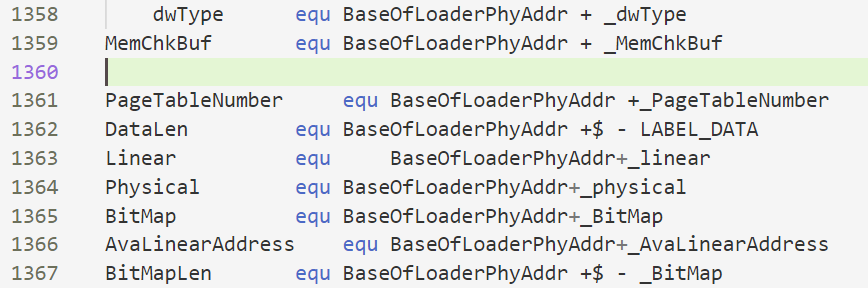 1358 dwType equ BaseOfLoaderPhyAddr + _dwType
1359 MemChkBuf equ BaseOfLoaderPhyAddr + _MemChkBuf
1360
1361 PageTableNumber equ BaseOfLoaderPhyAddr +_PageTableNumber
1362 DataLen equ BaseOfLoaderPhyAddr +$ - LABEL_DATA
1363 Linear equ BaseOfLoaderPhyAddr+_linear
1364 Physical equ BaseOfLoaderPhyAddr+_physical
1365 BitMap equ BaseOfLoaderPhyAddr+_BitMap
1366 AvaLinearAddress equ BaseOfLoaderPhyAddr+_AvaLinearAddress
1367 BitMapLen equ BaseOfLoaderPhyAddr +$ - _BitMap